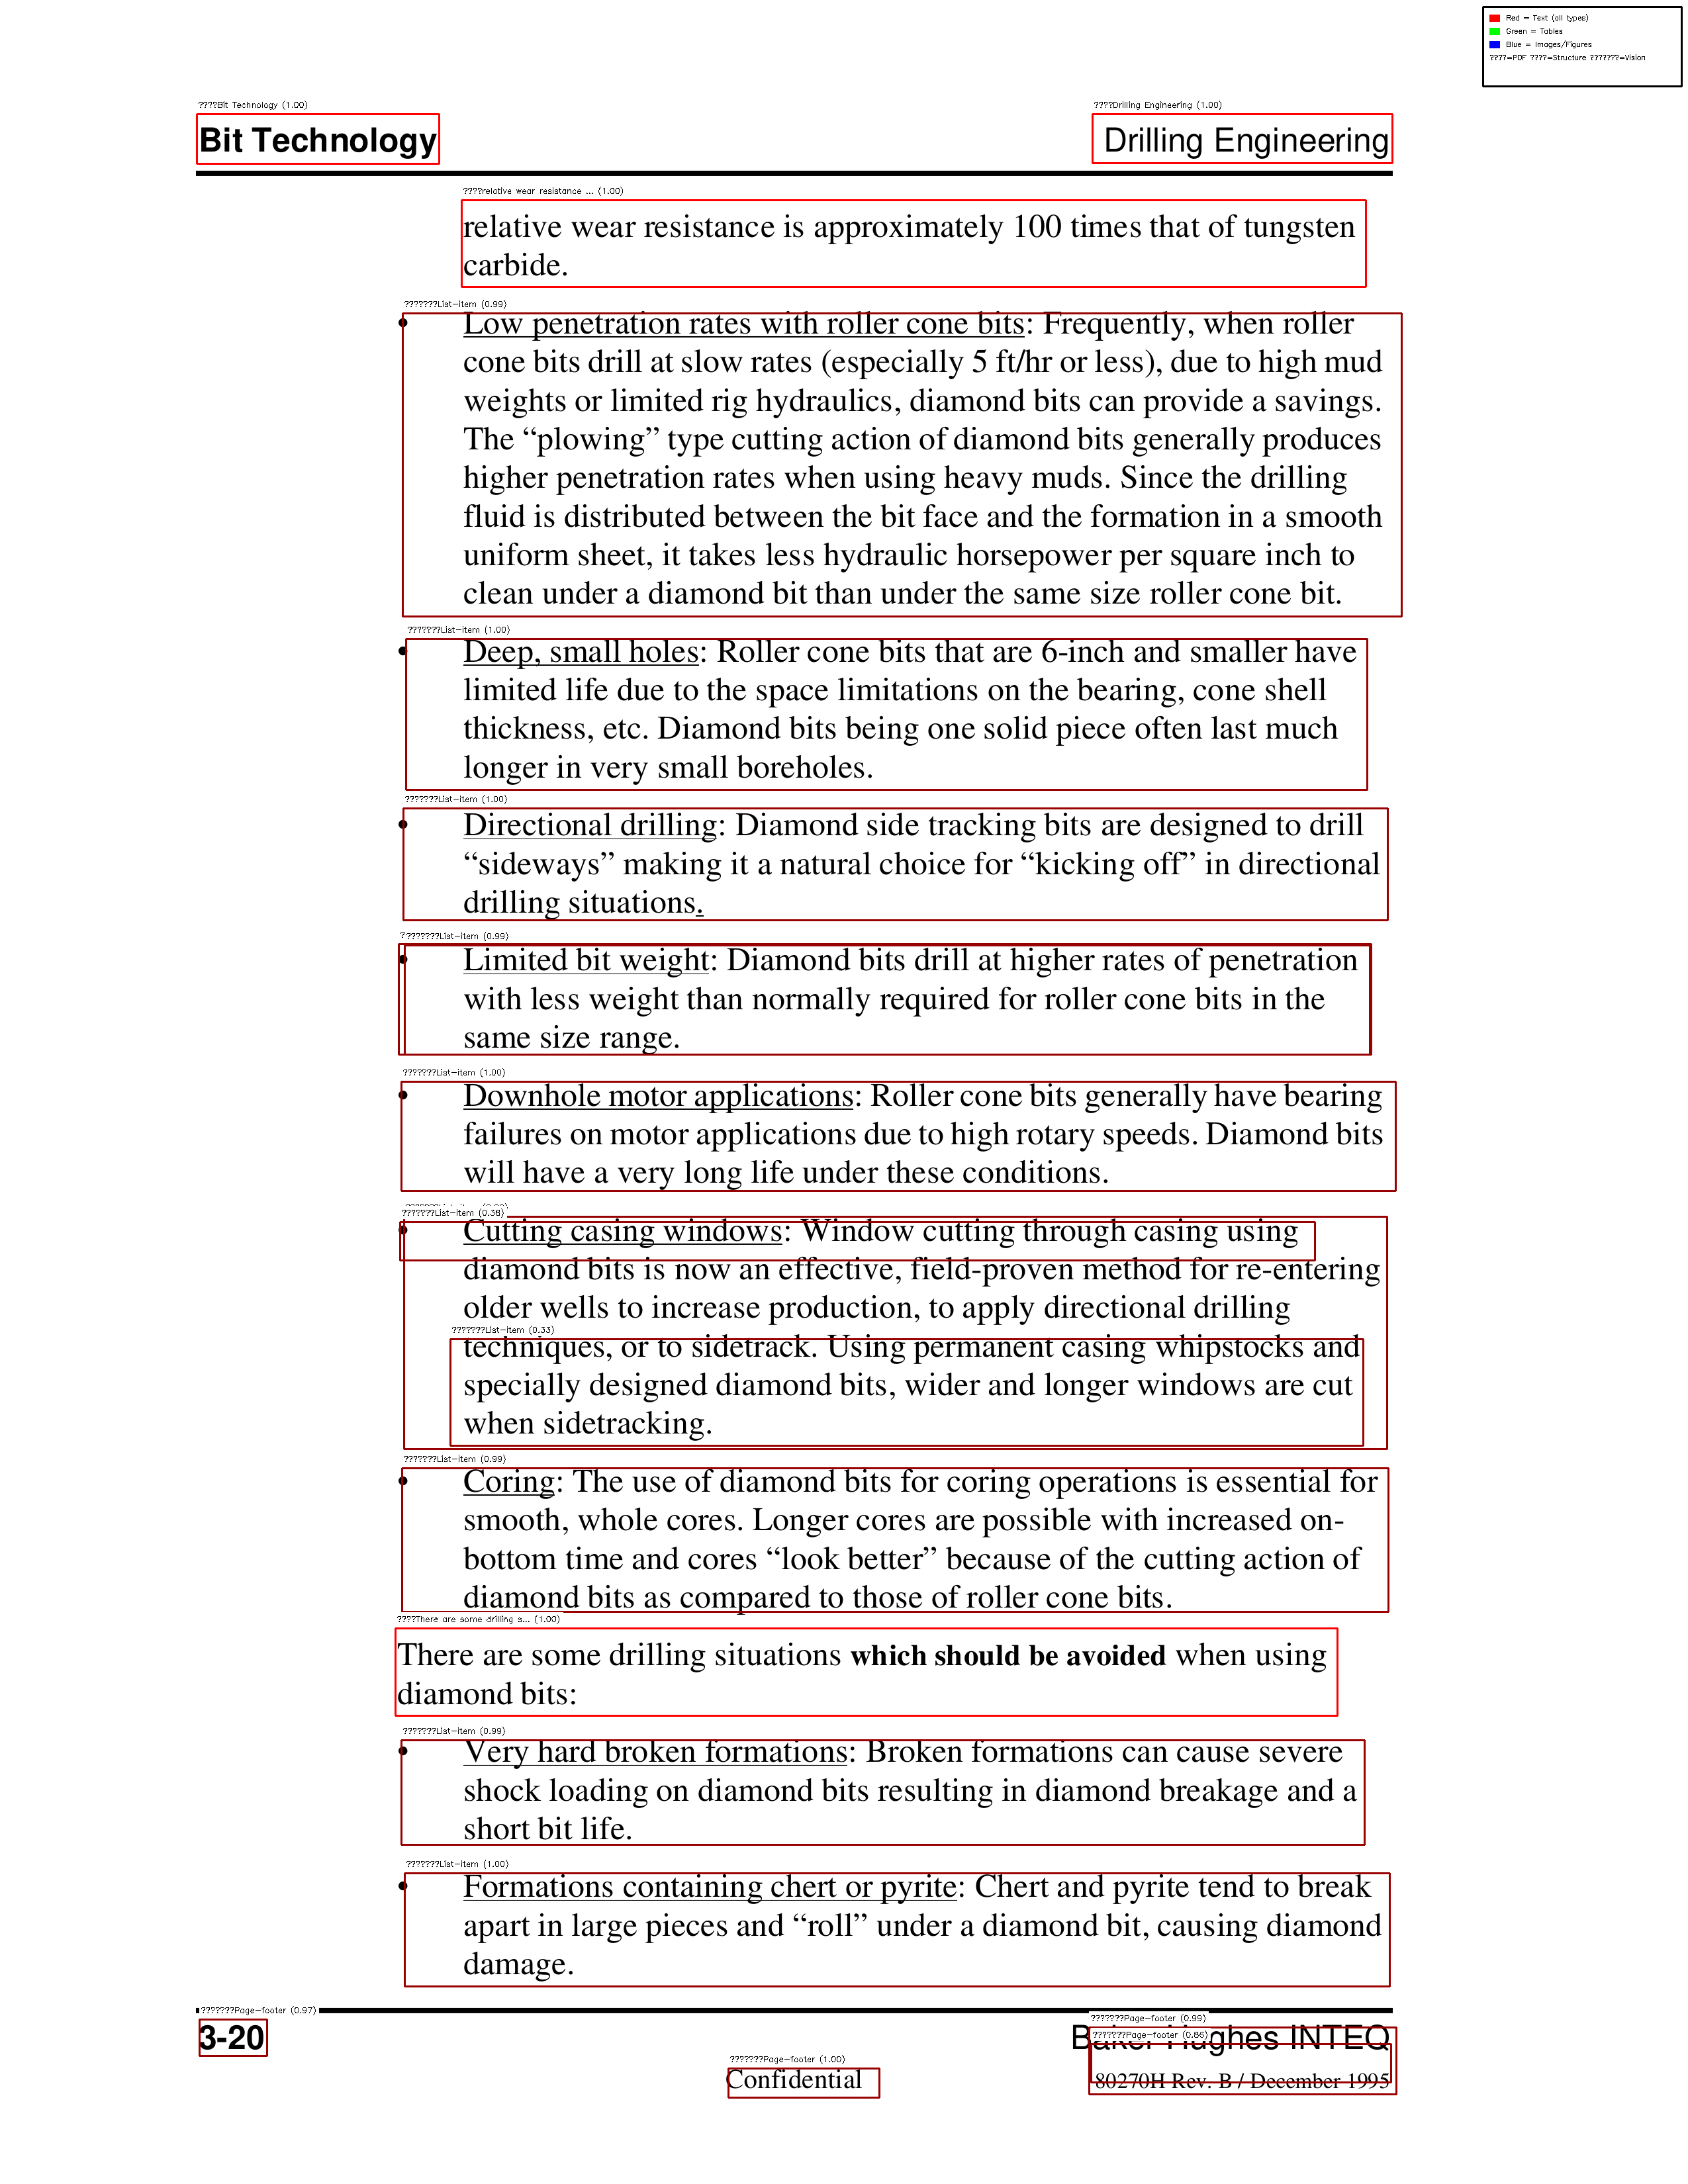 Red = Text (all types)
Green = Tables
Blue = Images/Figures
????=PDF ????=Structure ???????=Vision
????Bit Technology (1.00)
????Drilling Engineering (1.00)
Bit Technology
Drilling Engineering
????relative wear resistance ... (1.00)
relative wear resistance is approximately 100 times that of tungsten
carbide.
???????List-item (0.99)
• Low penetration rates with roller cone bits: Frequently, when roller
cone bits drill at slow rates (especially 5 ft/hr or less), due to high mud
weights or limited rig hydraulics, diamond bits can provide a savings.
The “plowing” type cutting action of diamond bits generally produces
higher penetration rates when using heavy muds. Since the drilling
fluid is distributed between the bit face and the formation in a smooth
uniform sheet, it takes less hydraulic horsepower per square inch to
clean under a diamond bit than under the same size roller cone bit.
???????List-item (1.00)
• Deep, small holes: Roller cone bits that are 6-inch and smaller have
limited life due to the space limitations on the bearing, cone shell
thickness, etc. Diamond bits being one solid piece often last much
longer in very small boreholes.
???????List-item (1.00)
• Directional drilling: Diamond side tracking bits are designed to drill
“sideways” making it a natural choice for “kicking off” in directional
drilling situations.
????????List-item (0.99)
• Limited bit weight: Diamond bits drill at higher rates of penetration
with less weight than normally required for roller cone bits in the
same size range.
???????List-item (1.00)
• Downhole motor applications: Roller cone bits generally have bearing
failures on motor applications due to high rotary speeds. Diamond bits
will have a very long life under these conditions.
???????List-item (0.38)
• Cutting casing windows: Window cutting through casing using
diamond bits is now an effective, field-proven method for re-entering
older wells to increase production, to apply directional drilling
???????List-item (0.33)
techniques, or to sidetrack. Using permanent casing whipstocks and
specially designed diamond bits, wider and longer windows are cut
when sidetracking.
???????List-item (0.99)
• Coring: The use of diamond bits for coring operations is essential for
smooth, whole cores. Longer cores are possible with increased on-
bottom time and cores “look better” because of the cutting action of
diamond bits as compared to those of roller cone bits.
????There are some drilling s... (1.00)
There are some drilling situations which should be avoided when using
diamond bits:
???????List-item (0.99)
• Very hard broken formations: Broken formations can cause severe
shock loading on diamond bits resulting in diamond breakage and a
short bit life.
???????List-item (1.00)
• Formations containing chert or pyrite: Chert and pyrite tend to break
apart in large pieces and “roll” under a diamond bit, causing diamond
damage.
???????Page-footer (0.97)
???????Page-footer (0.99)
3-20
Baker Hughes INTEQ
???????Page-footer (0.86)
???????Page-footer (1.00)
Confidential
80270H Rev. B / December 1995